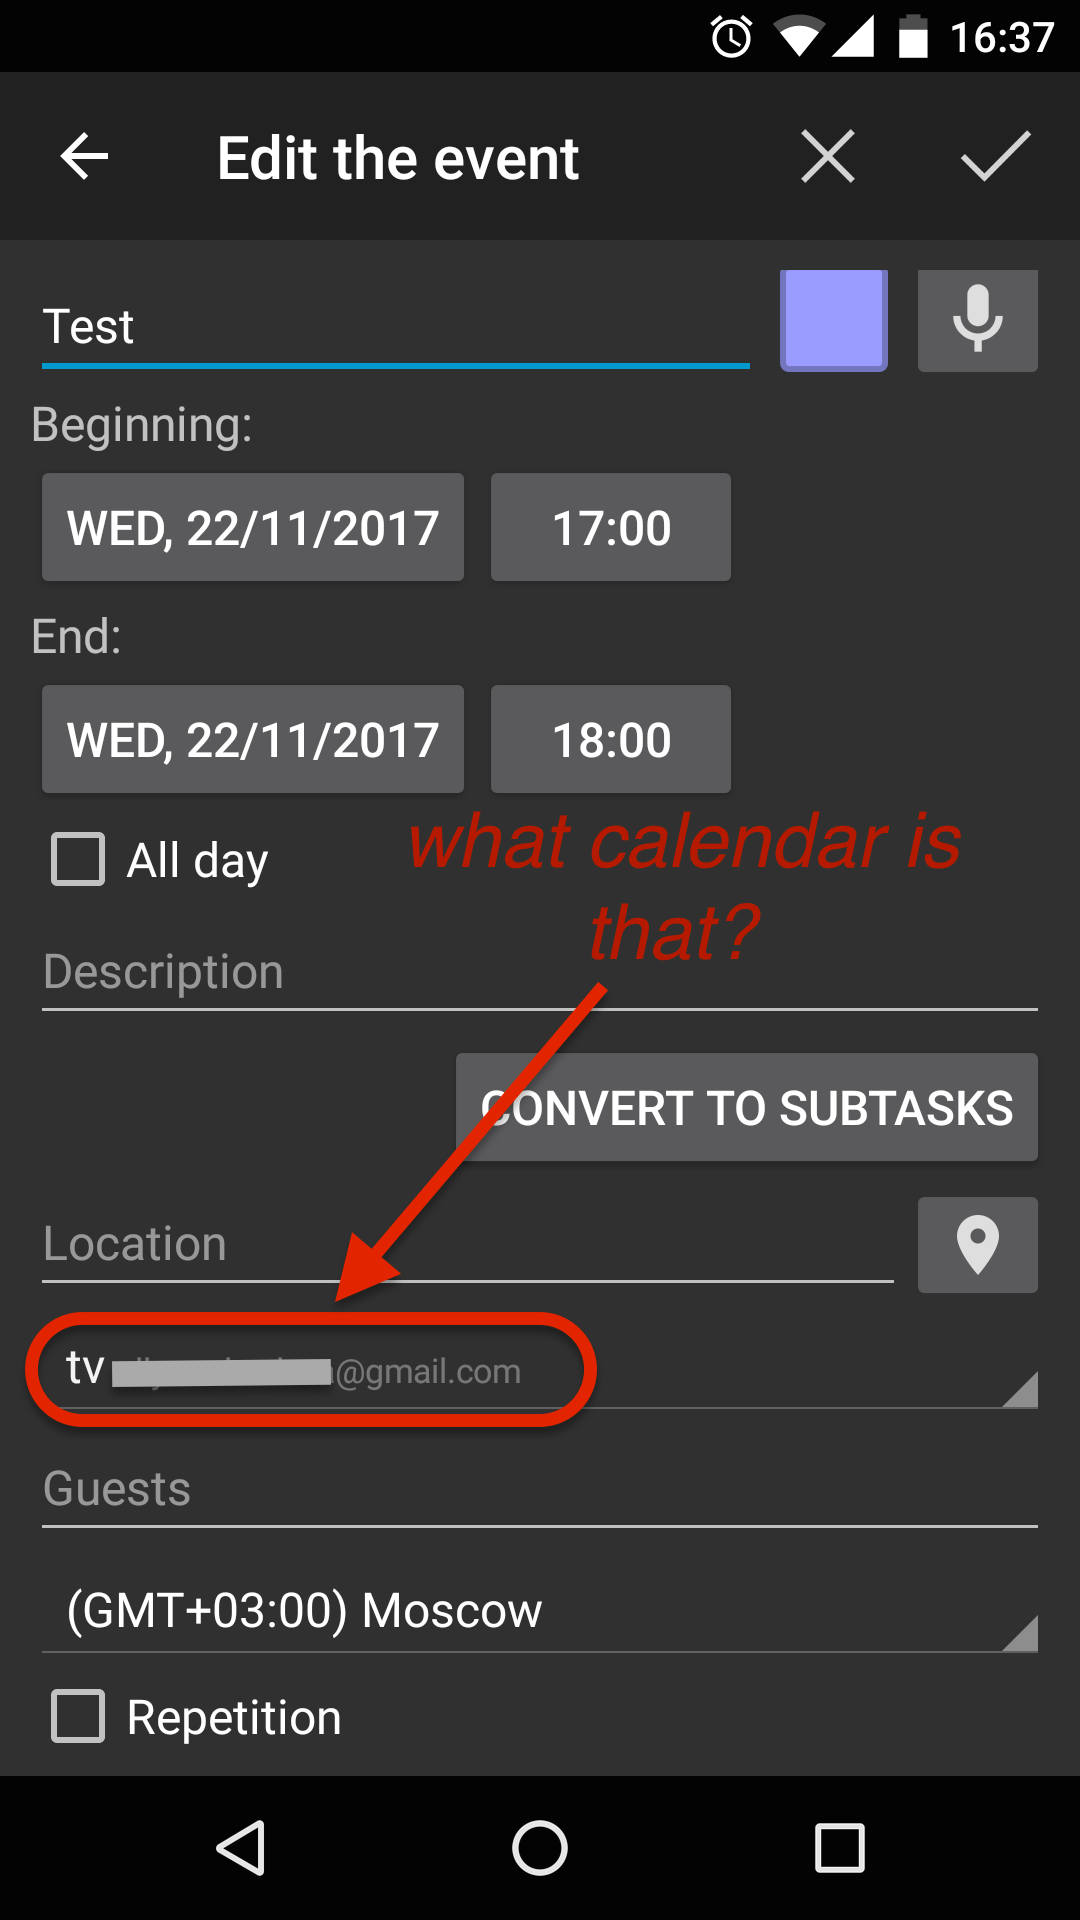 16:37
Edit the event
Test
Beginning:
WED, 22/11/2017 17:00
End:
WED, 22/11/2017 18:00
All day
what calendar is
that?
Description
CONVERT TO SUBTASKS
Location
tv @gmail.com
Guests
(GMT+03:00) Moscow
Repetition